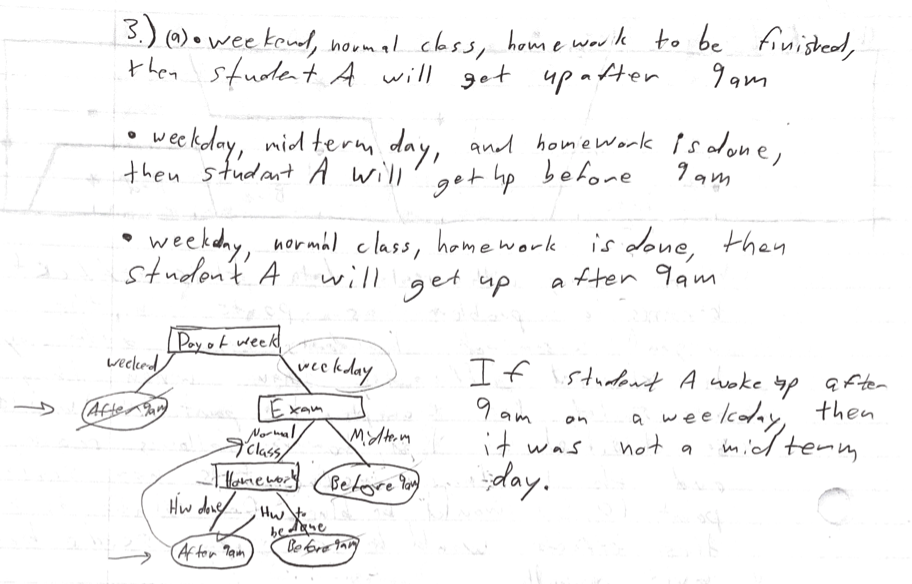 3.) (a) • weekend, normal class, homework to be finished,
then student A will get up after 9am
• weekday, midterm day, and homework is done,
then student A will get up before 9am
• weekday, normal class, homework is done, then
student A will get up after 9am
Day of week
weeked
weekday
After 9am
Exam
Normal
Class
Midterm
Homework
Before 9am
Hw done
Hw to
be done
After 9am
Before 9am
If student A woke up after
9am on a weekday, then
it was not a midterm
day.